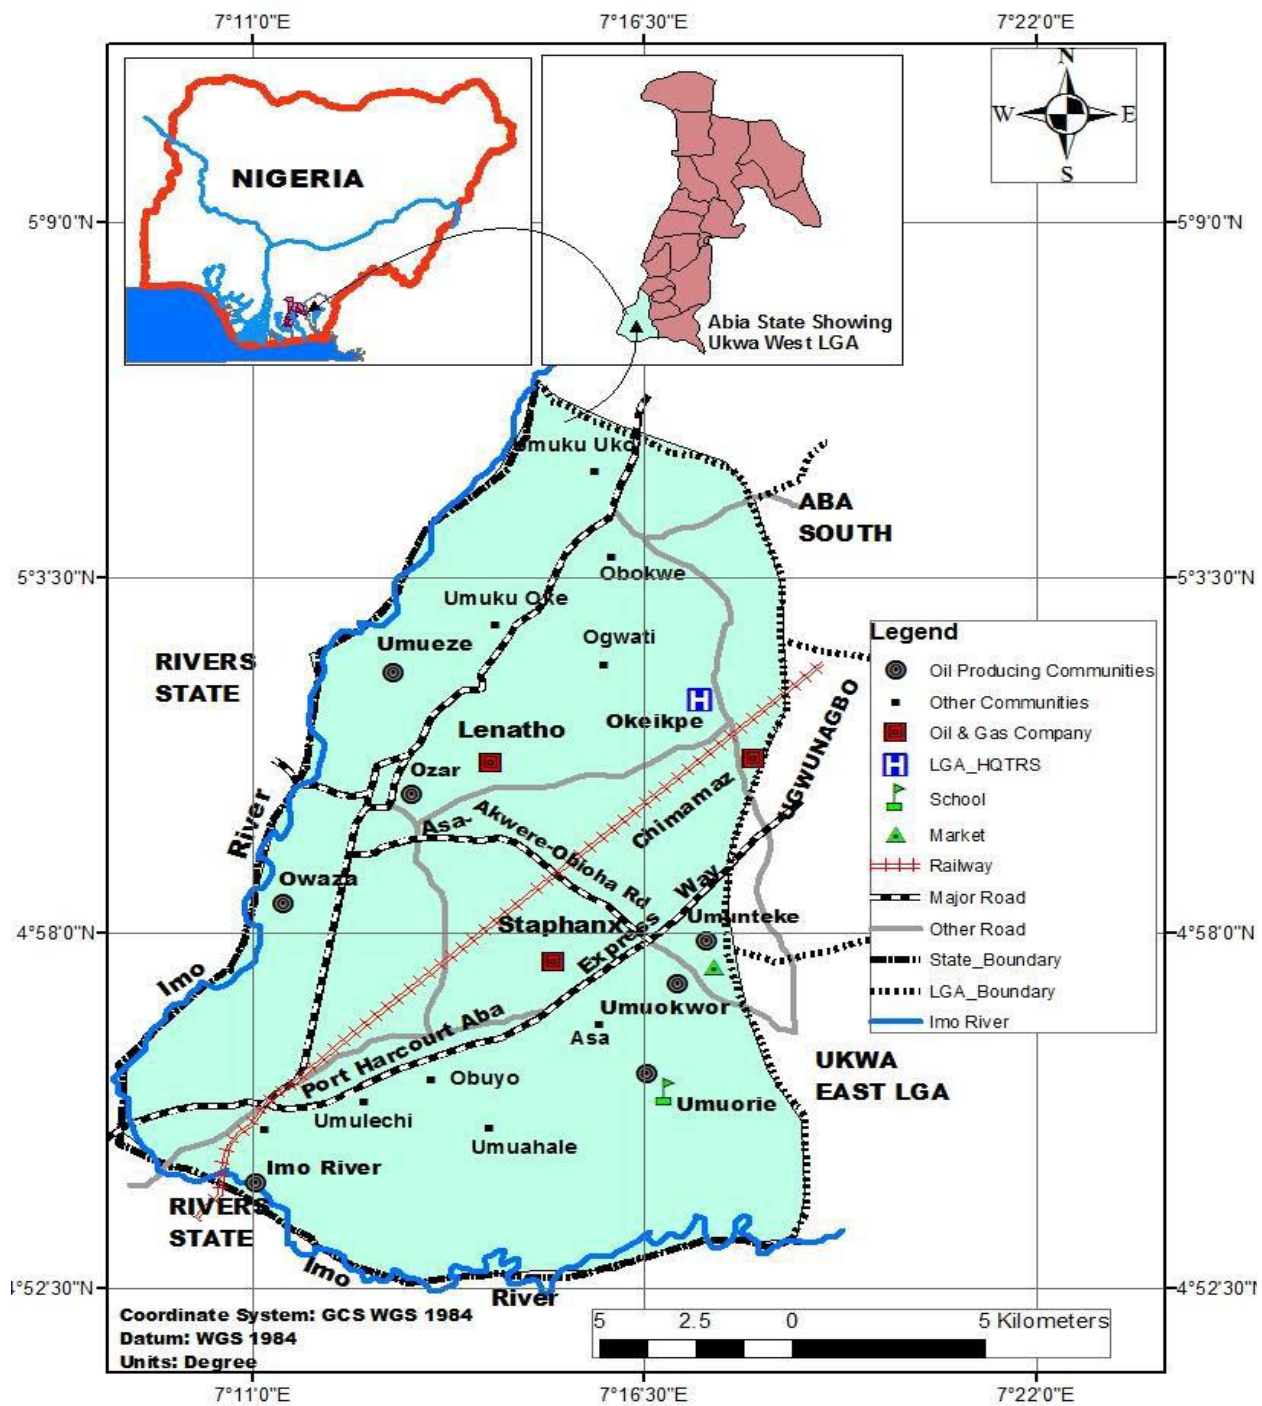 7°11'0"E
7°16'30"E
7°22'0"E
N
W
E
S
NIGERIA
Abia State Showing
Ukwa West LGA
5°9'0"N
5°9'0"N
muku Uko
ABA
SOUTH
5°3'30"N
5°3'30"N
Obokwe
Umuku Oke
Ogwati
Umueze
RIVERS
STATE
Okeikpe
Lenatho
Ozar
UGWUNAGBO
Chimamaz
Asa-
Akwere-Obioha Rd
River
Owaza
Way
Umunteke
Staphanx
Express
4°58'0"N
4°58'0"N
Imo
Umuokwor
Asa
Port Harcourt Aba
Obuyo
UKWA
EAST LGA
Umuorie
Umulechi
Umuahale
Imo River
RIVERS
STATE
Imo
River
Legend
Oil Producing Communities
Other Communities
Oil & Gas Company
H LGA_HQTRS
School
Market
Railway
Major Road
Other Road
State_Boundary
LGA_Boundary
Imo River
H
4°52'30"N
4°52'30"N
Coordinate System: GCS WGS 1984
Datum: WGS 1984
Units: Degree
5 2.5 0 5 Kilometers
7°11'0"E
7°16'30"E
7°22'0"E